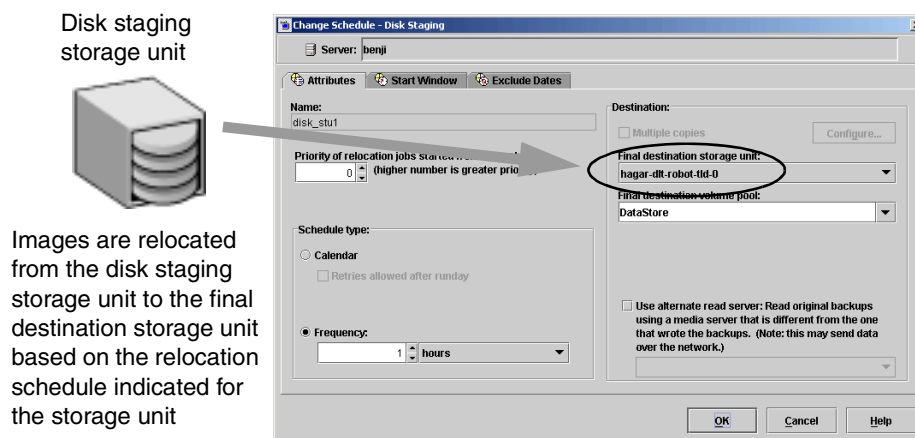 Disk staging
storage unit
Images are relocated
from the disk staging
storage unit to the final
destination storage unit
based on the relocation
schedule indicated for
the storage unit
Change Schedule - Disk Staging
Server: benji
Attributes
Start Window
Exclude Dates
Name:
disk_stu1
Priority of relocation jobs started
0 (higher number is greater
Schedule type:
Calendar
Retries allowed after runday
Frequency:
1 hours
Destination:
Multiple copies
Configure...
Final destination storage unit:
hagar-dlt-robot-tld-0
Final destination volume pool:
DataStore
Use alternate read server: Read original backups
using a media server that is different from the one
that wrote the backups. (Note: this may send data
over the network.)
OK
Cancel
Help